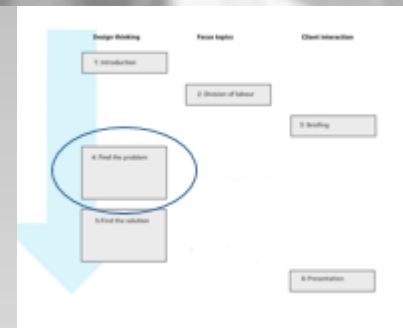 Design thinking Focus topics Client interaction
1: Introduction
2: Division of labour
3: Briefing
4: Find the problem
5:Find the solution
6: Presentation